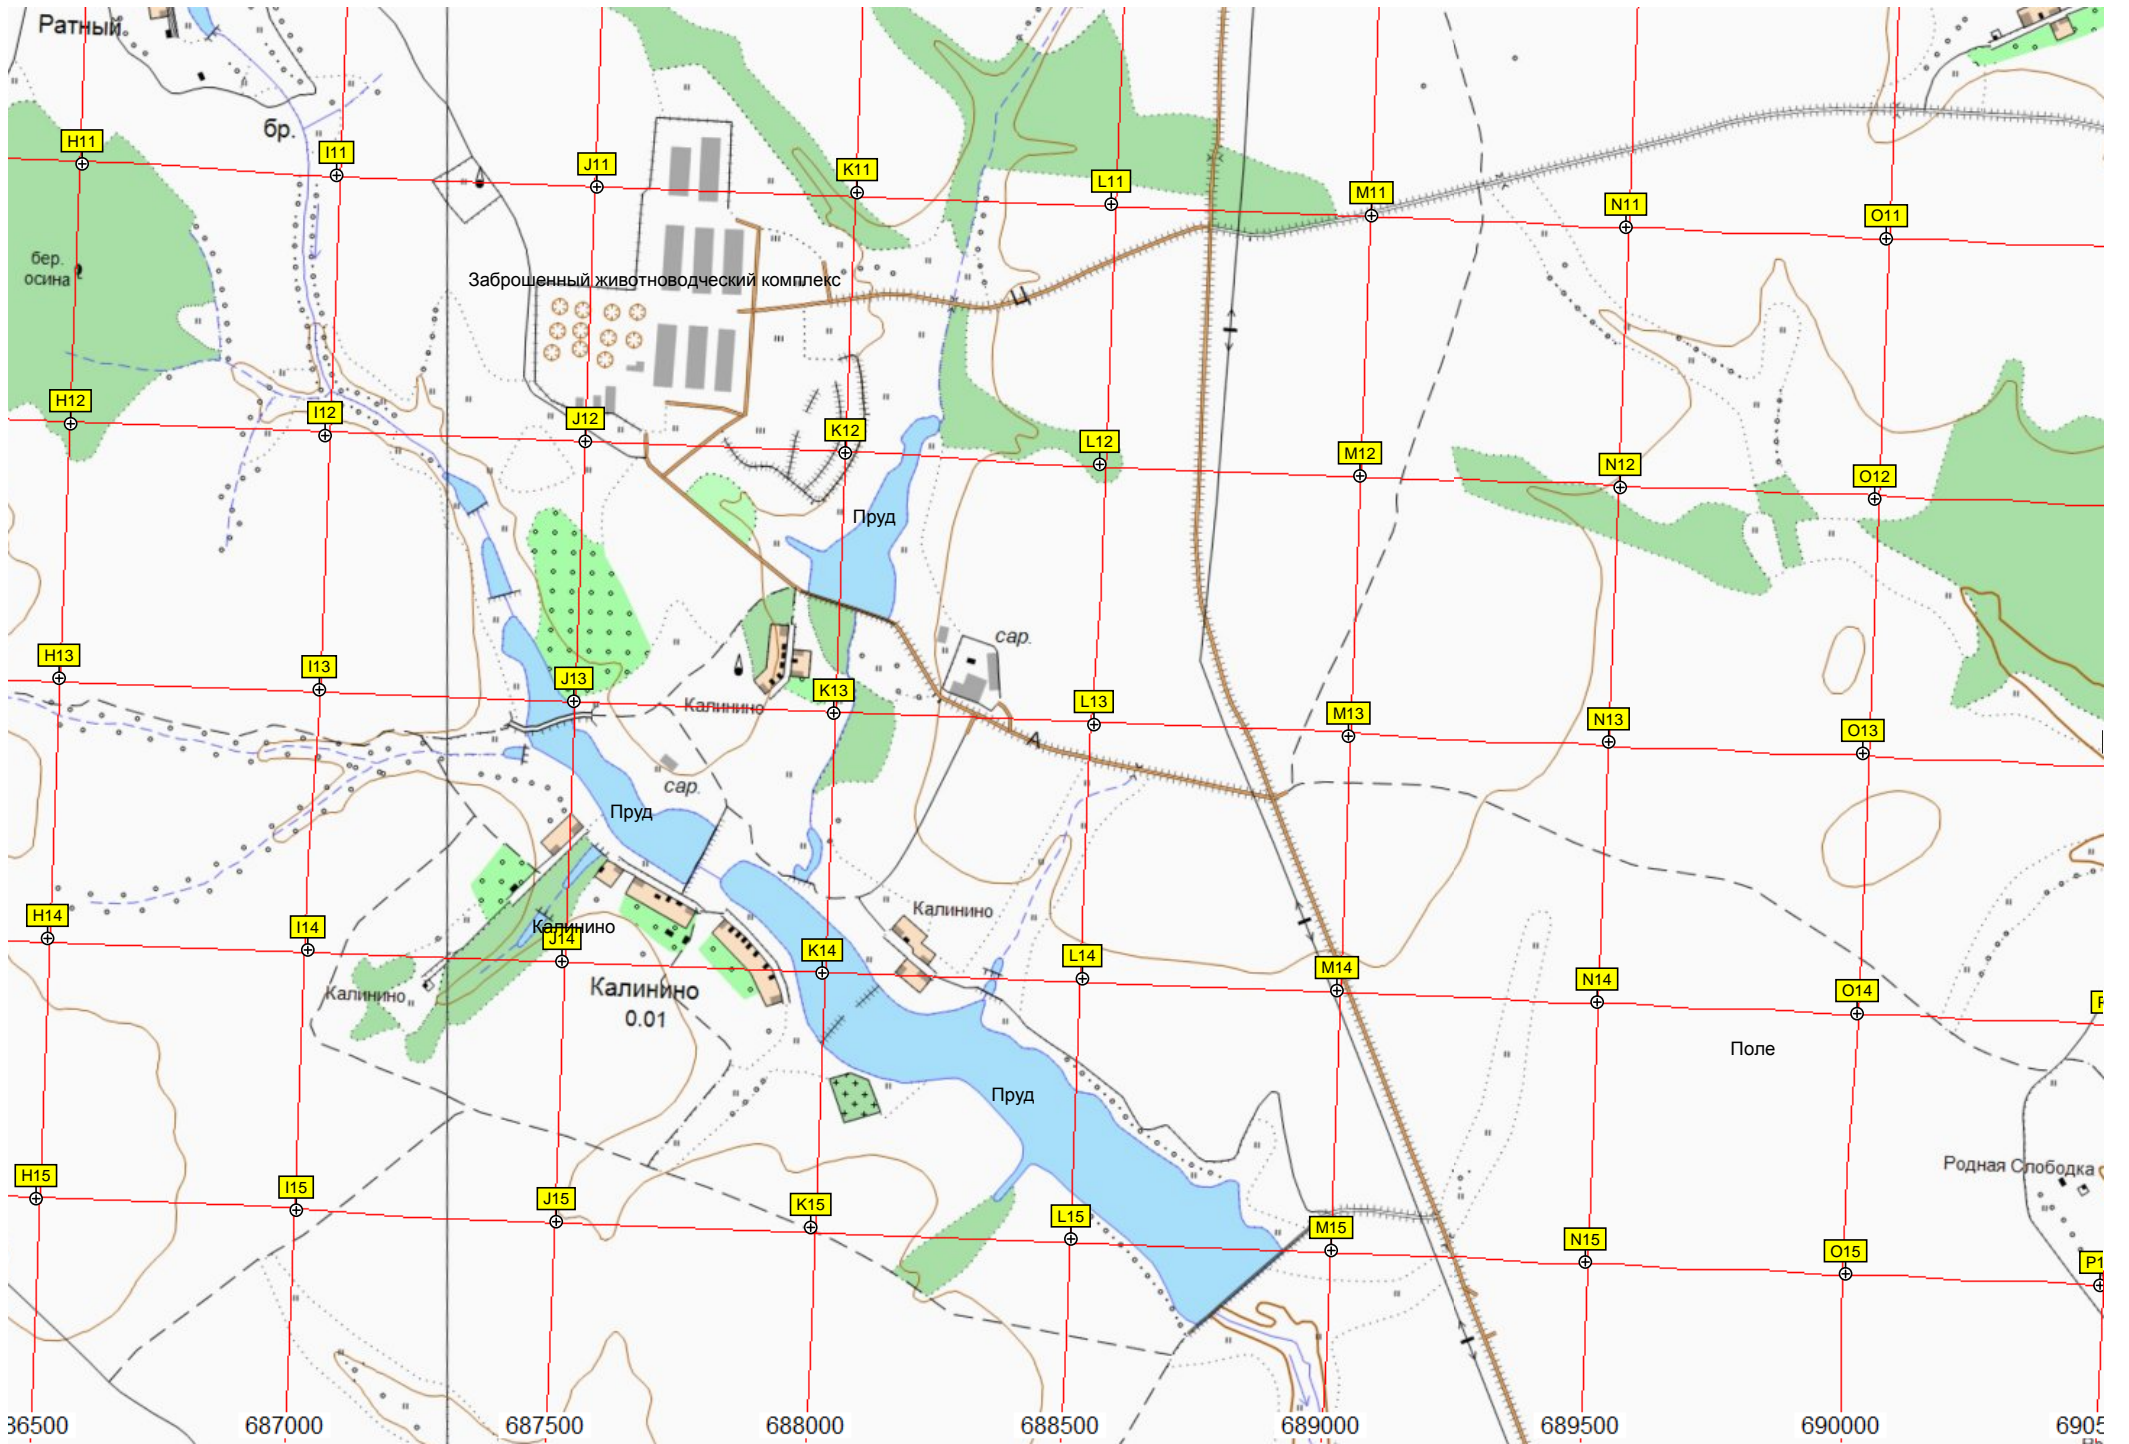 Ратный
бр.
H11
I11
J11
K11
L11
M11
N11
O11
бер.
осина
Заброшенный животноводческий комплекс
Ц
H12
I12
J12
K12
L12
M12
N12
O12
Пруд
сар.
H13
I13
J13
K13
L13
M13
N13
O13
Калинино
А
сар.
Пруд
Калинино
H14
I14
Калинино
J14
K14
L14
M14
N14
O14
Калинино
Калинино
0.01
Поле
Пруд
Родная Слободка
H15
I15
J15
K15
L15
M15
N15
O15
P1
86500
687000
687500
688000
688500
689000
689500
690000
6905